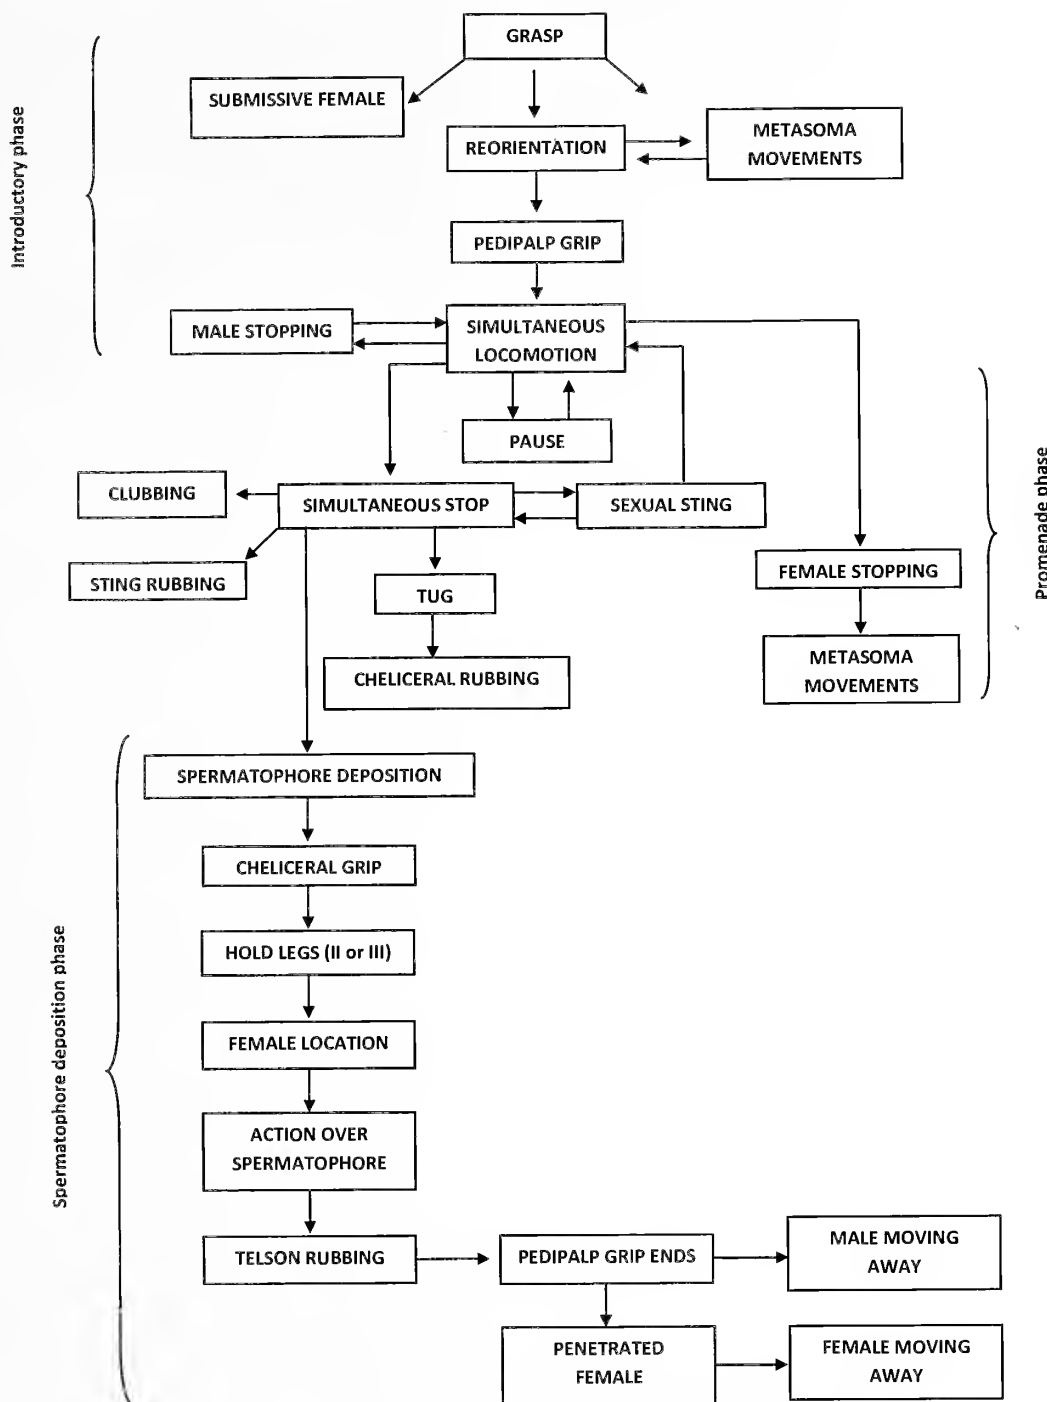 GRASP
SUBMISSIVE FEMALE
REORIENTATION
METASOMA
MOVEMENTS
Introductory phase
PEDIPALP GRIP
MALE STOPPING
SIMULTANEOUS
LOCOMOTION
PAUSE
CLUBBING
SIMULTANEOUS STOP
SEXUAL STING
STING RUBBING
TUG
FEMALE STOPPING
CHELICERAL RUBBING
METASOMA
MOVEMENTS
Promenade phase
SPERMATOPHORE DEPOSITION
CHELICERAL GRIP
HOLD LEGS (II or III)
FEMALE LOCATION
ACTION OVER
SPERMATOPHORE
Spermatophore deposition phase
TELSON RUBBING
PEDIPALP GRIP ENDS
MALE MOVING
AWAY
PENETRATED
FEMALE
FEMALE MOVING
AWAY